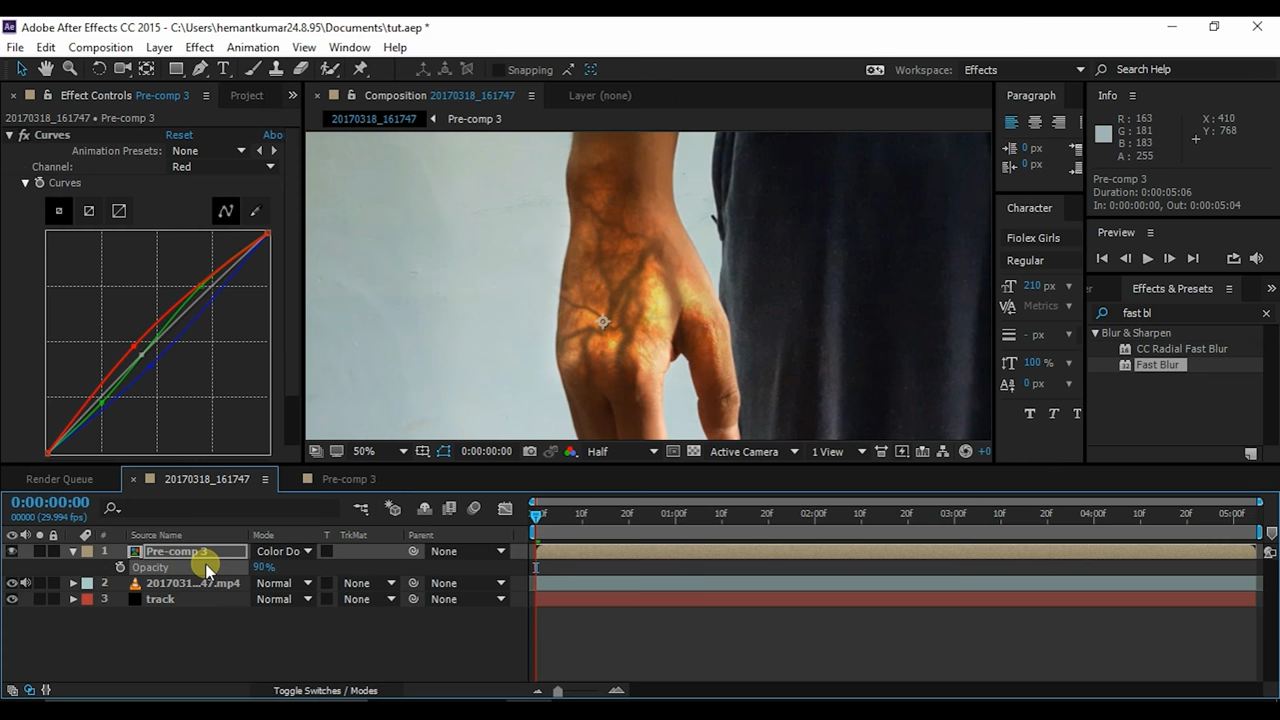 Adobe After Effects CC 2015 - C:\Users\hemantkumar24.8.95\Documents\tut.aep *
File Edit Composition Layer Effect Animation View Window Help
Snapping Workspace: Effects Search Help
Effect Controls Pre-comp 3 Project
20170318_161747 • Pre-comp 3
fx Curves Reset Abo
Animation Presets: None
Channel: Red
Curves
Composition 20170318_161747 Layer (none)
20170318_161747 Pre-comp 3
50% 0:00:00:00 Half Active Camera 1 View +0
Paragraph
0 px
0 px
Character
Fiolex Girls
Regular
210 px
Metrics
- px
100 %
0 px
T T T
Info
R: 163 X: 410
G: 181 Y: 768
B: 183
A: 255
Pre-comp 3
Duration: 0:00:05:06
In: 0:00:00:00, Out: 0:00:05:04
Preview
Effects & Presets
fast bl
Blur & Sharpen
CC Radial Fast Blur
Fast Blur
Render Queue 20170318_161747 Pre-comp 3
0:00:00:00
00000 (29.994 fps)
10f 20f 01:00f 10f 20f 02:00f 10f 20f 03:00f 10f 20f 04:00f 10f 20f 05:00f
# Source Name Mode T TrkMat Parent
1 Pre-comp 3 Color Do None
Opacity 90%
2 2017031...47.mp4 Normal None None
3 track Normal None None
Toggle Switches / Modes